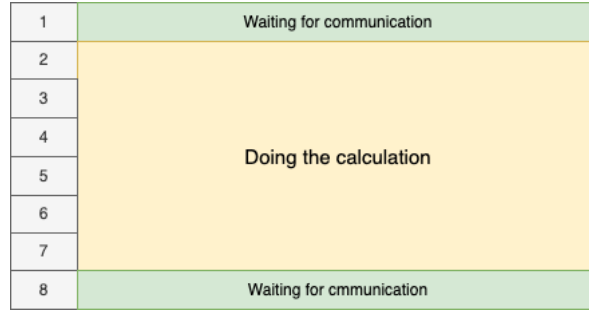 1 Waiting for communication
2
3
4
Doing the calculation
5
6
7
8 Waiting for cmmunication